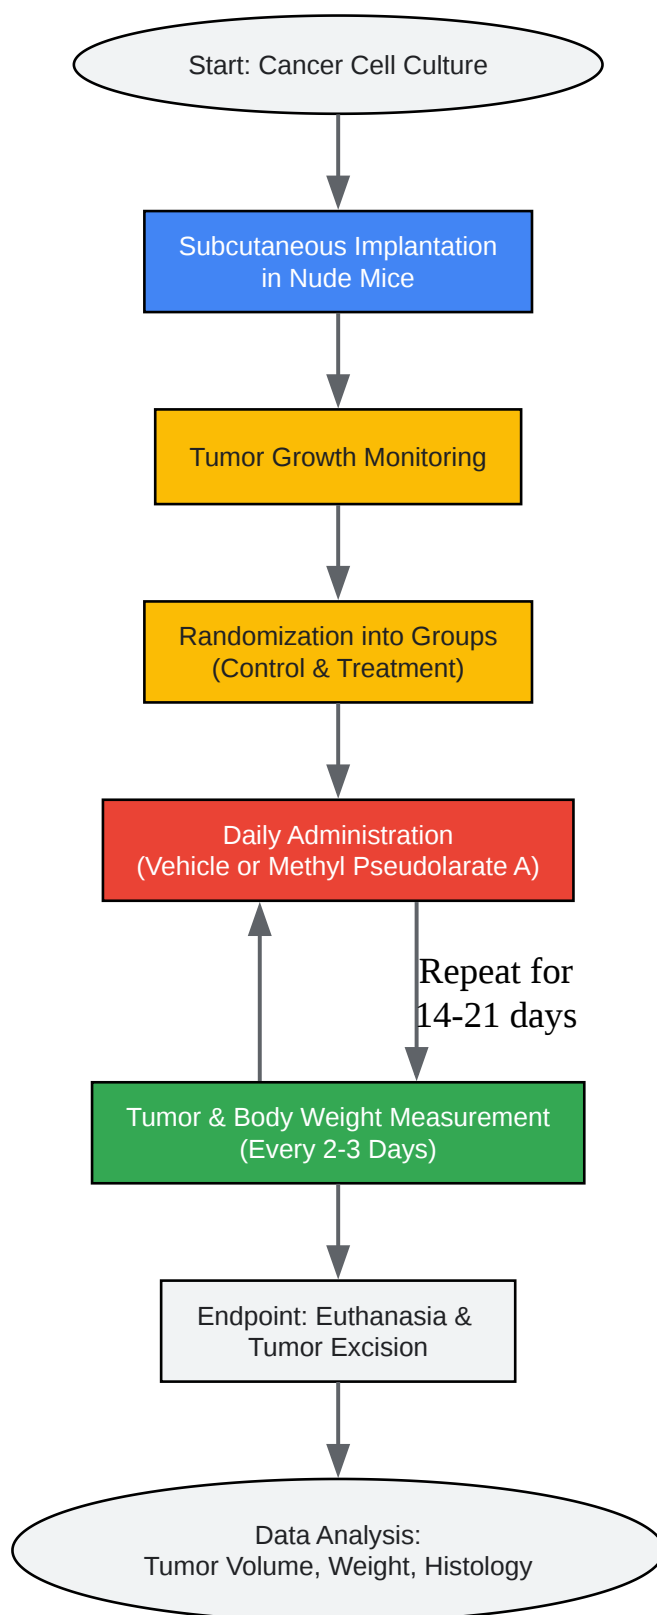 Start: Cancer Cell Culture
Subcutaneous Implantation
in Nude Mice
Tumor Growth Monitoring
Randomization into Groups
(Control & Treatment)
Daily Administration
(Vehicle or Methyl Pseudolarate A)
Repeat for
14-21 days
Tumor & Body Weight Measurement
(Every 2-3 Days)
Endpoint: Euthanasia &
Tumor Excision
Data Analysis:
Tumor Volume, Weight, Histology